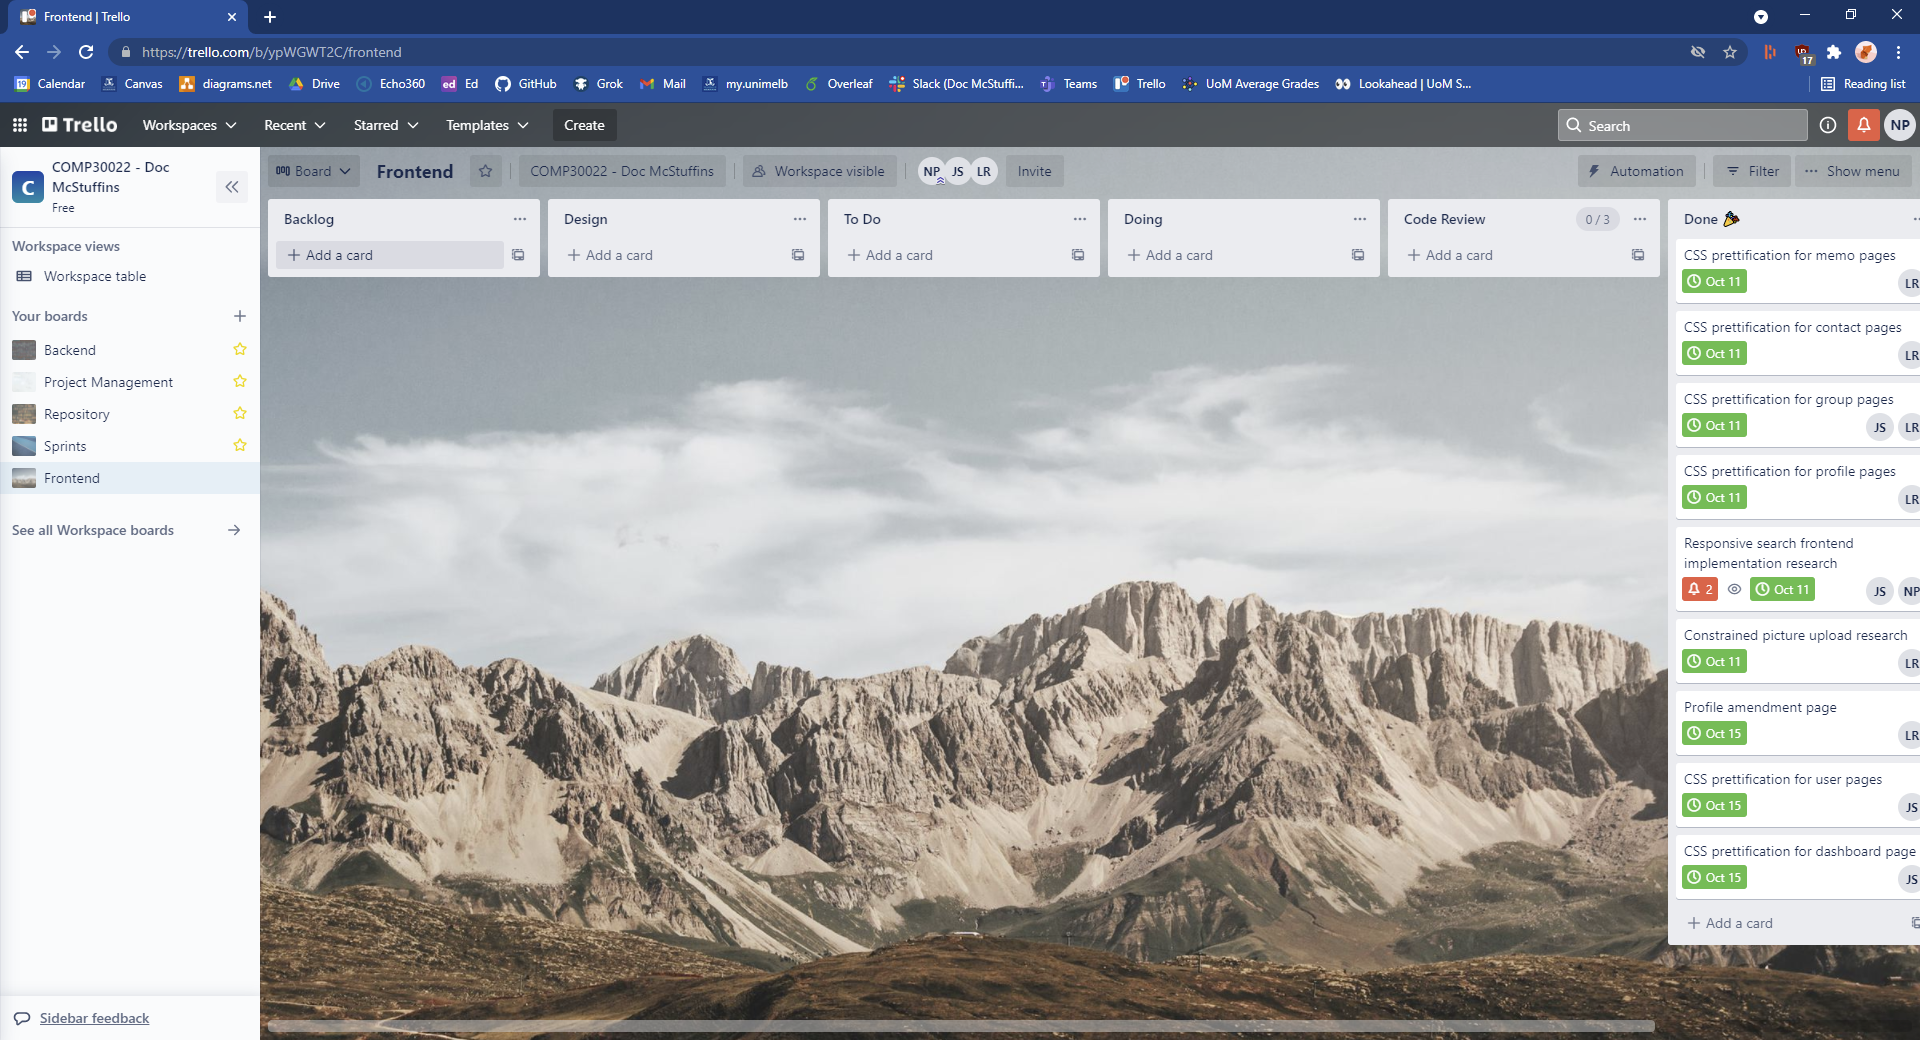 Frontend | Trello
https://trello.com/b/ypWGWT2C/frontend
17
19 Calendar Canvas diagrams.net Drive Echo360 ed Ed GitHub Grok Mail my.unimelb Overleaf Slack (Doc McStuffi... Teams Trello UoM Average Grades Lookahead | UoM S... Reading list
Trello Workspaces Recent Starred Templates Create Search NP
C COMP30022 - Doc
McStuffins
Free
Board Frontend COMP30022 - Doc McStuffins Workspace visible NP JS LR Invite Automation Filter Show menu
Workspace views
Workspace table
Your boards
Backend
Project Management
Repository
Sprints
Frontend
See all Workspace boards
Sidebar feedback
Backlog
Add a card
Design
Add a card
To Do
Add a card
Doing
Add a card
Code Review 0 / 3
Add a card
Done
CSS prettification for memo pages
Oct 11 LR
CSS prettification for contact pages
Oct 11 LR
CSS prettification for group pages
Oct 11 JS LR
CSS prettification for profile pages
Oct 11 LR
Responsive search frontend
implementation research
2 Oct 11 JS NP
Constrained picture upload research
Oct 11 LR
Profile amendment page
Oct 15 LR
CSS prettification for user pages
Oct 15 JS
CSS prettification for dashboard page
Oct 15 JS
Add a card